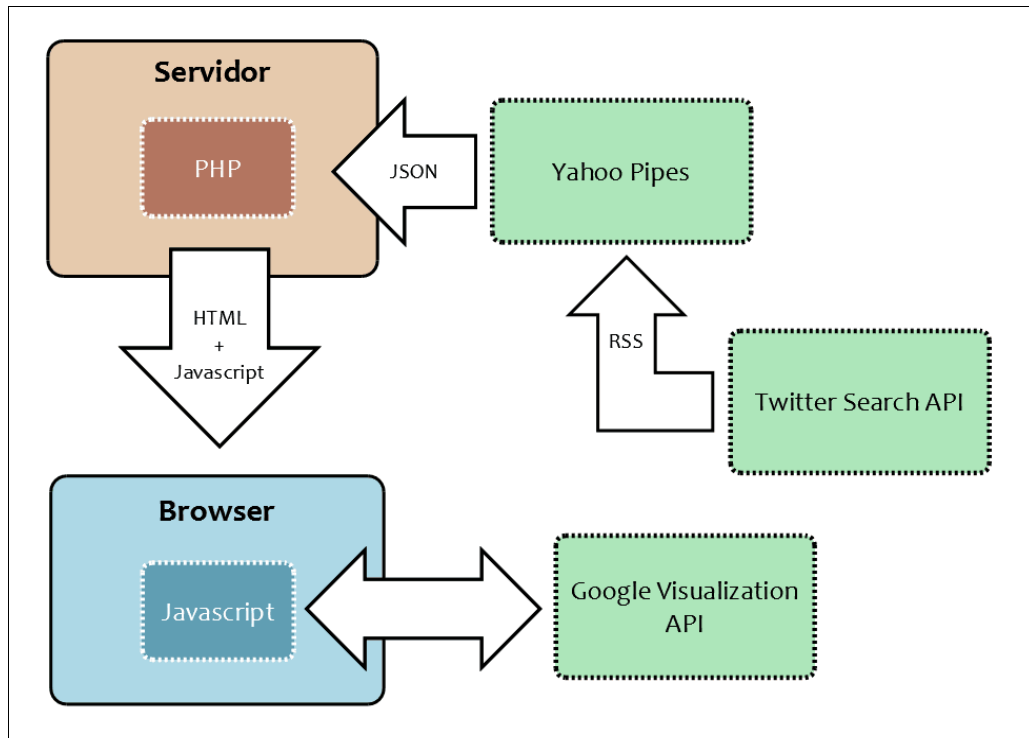 Servidor
PHP
JSON
Yahoo Pipes
HTML
+
Javascript
RSS
Twitter Search API
Browser
Javascript
Google Visualization
API